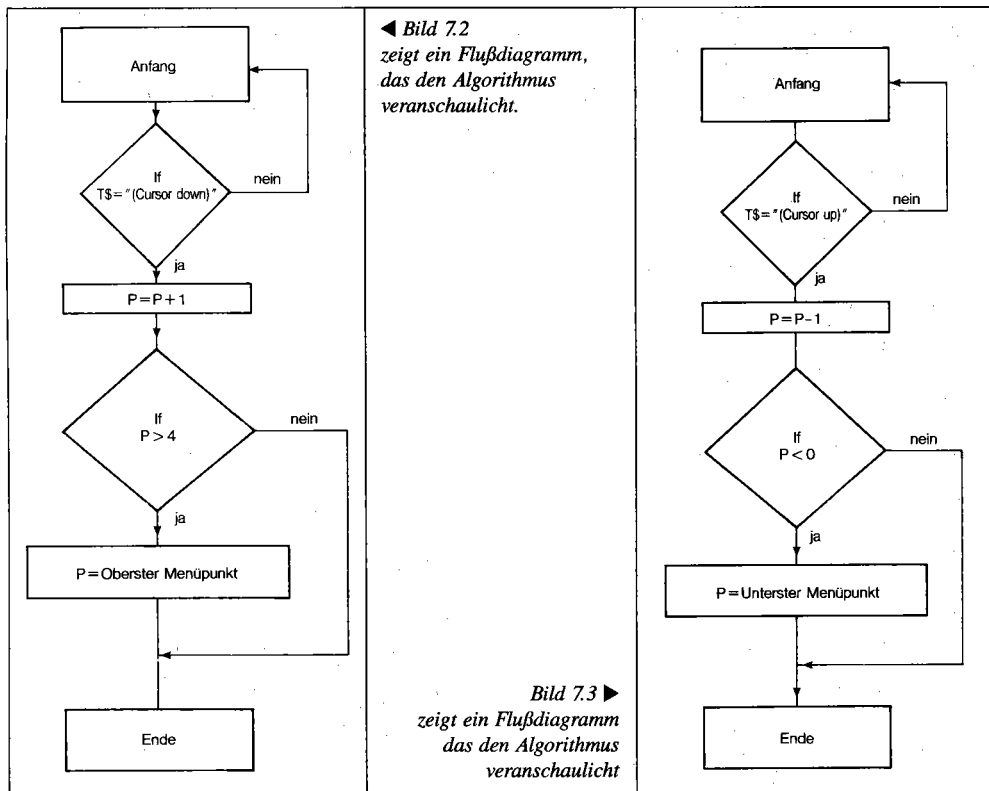 Anfang
If
T$="(Cursor down)"
nein
ja
P=P+1
If
P>4
nein
ja
P=Oberster Menüpunkt
Ende
◀ Bild 7.2
zeigt ein Flußdiagramm,
das den Algorithmus
veranschaulicht.
Bild 7.3 ▶
zeigt ein Flußdiagramm
das den Algorithmus
veranschaulicht
Anfang
If
T$="(Cursor up)"
nein
ja
P=P-1
If
P<0
nein
ja
P=Unterster Menüpunkt
Ende